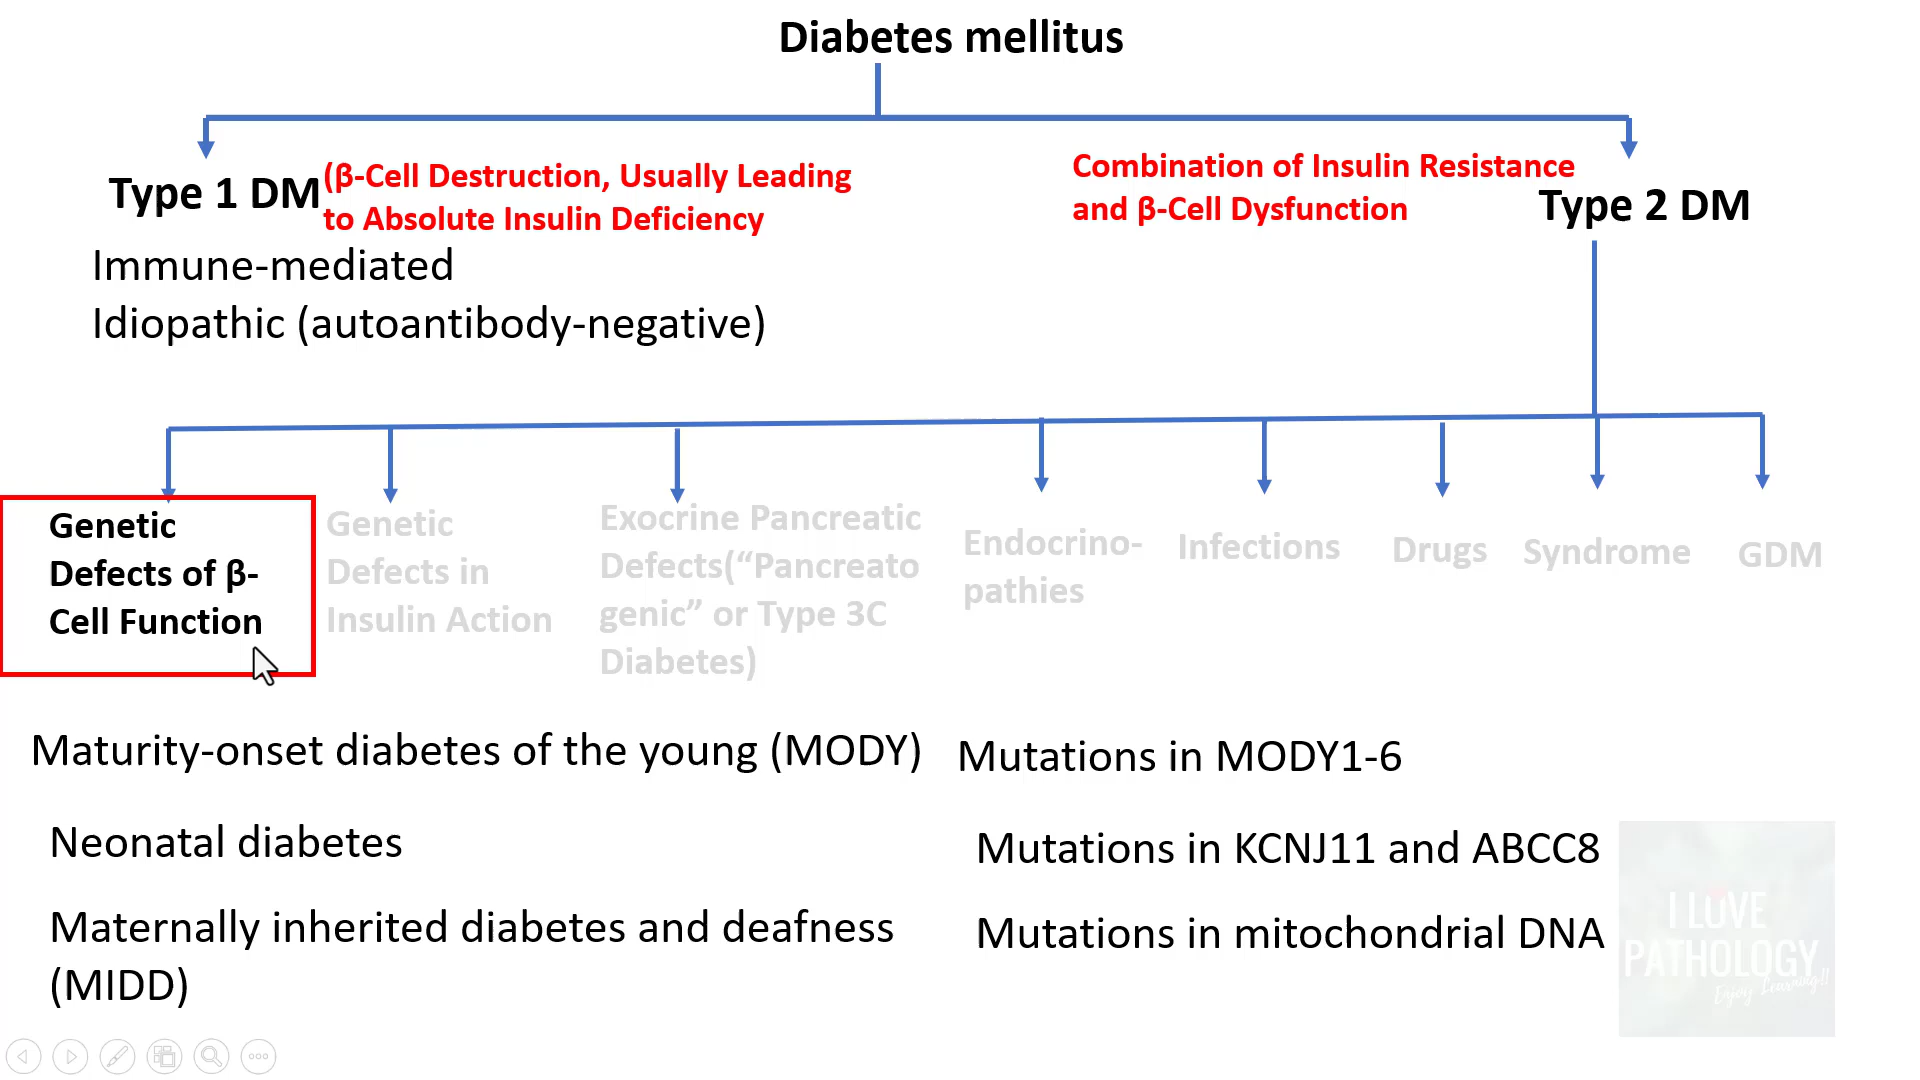 Diabetes mellitus
Type 1 DM
(β-Cell Destruction, Usually Leading
to Absolute Insulin Deficiency
Combination of Insulin Resistance
and β-Cell Dysfunction
Type 2 DM
Immune-mediated
Idiopathic (autoantibody-negative)
Genetic
Defects of β-
Cell Function
Genetic
Defects in
Insulin Action
Exocrine Pancreatic
Defects(“Pancreato
genic” or Type 3C
Diabetes)
Endocrino-
pathies
Infections
Drugs
Syndrome
GDM
Maturity-onset diabetes of the young (MODY)
Mutations in MODY1-6
Neonatal diabetes
Mutations in KCNJ11 and ABCC8
Maternally inherited diabetes and deafness
(MIDD)
Mutations in mitochondrial DNA
I LOVE
PATHOLOGY
Enjoy Learning!!